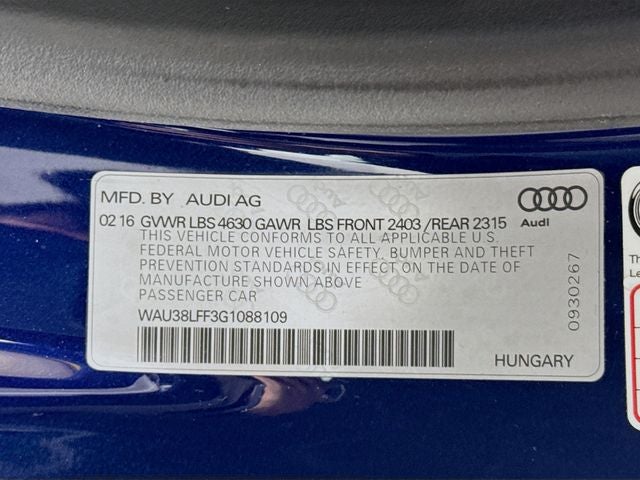 MFD. BY AUDI AG
02 16 GVWR LBS 4630 GAWR LBS FRONT 2403 /REAR 2315
THIS VEHICLE CONFORMS TO ALL APPLICABLE U.S.
FEDERAL MOTOR VEHICLE SAFETY, BUMPER AND THEFT
PREVENTION STANDARDS IN EFFECT ON THE DATE OF
MANUFACTURE SHOWN ABOVE
PASSENGER CAR
WAU38LFF3G1088109
Audi
0930267
HUNGARY
Th
Le